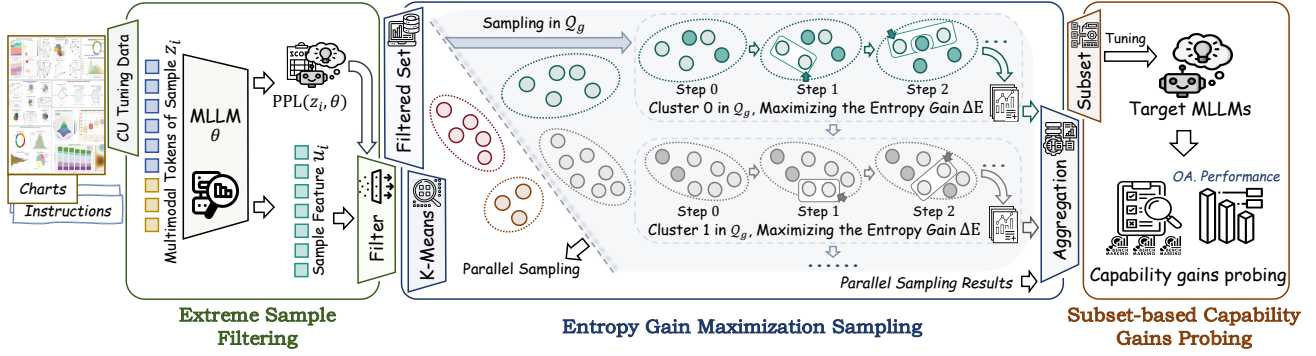 Charts
Instructions
CU Tuning Data
Multimodal Tokens of Sample z_i
MLLM
θ
SCOP
PPL(z_i, θ)
Sample Feature u_i
Filter
Extreme Sample
Filtering
Filtered Set
K-Means
Sampling in Q_g
Step 0
Step 1
Step 2
Cluster 0 in Q_g, Maximizing the Entropy Gain ΔE
Step 0
Step 1
Step 2
Cluster 1 in Q_g, Maximizing the Entropy Gain ΔE
Parallel Sampling
Parallel Sampling Results
Aggregation
Entropy Gain Maximization Sampling
Subset
Tuning
Target MLLMs
OA. Performance
Capability gains probing
Subset-based Capability
Gains Probing